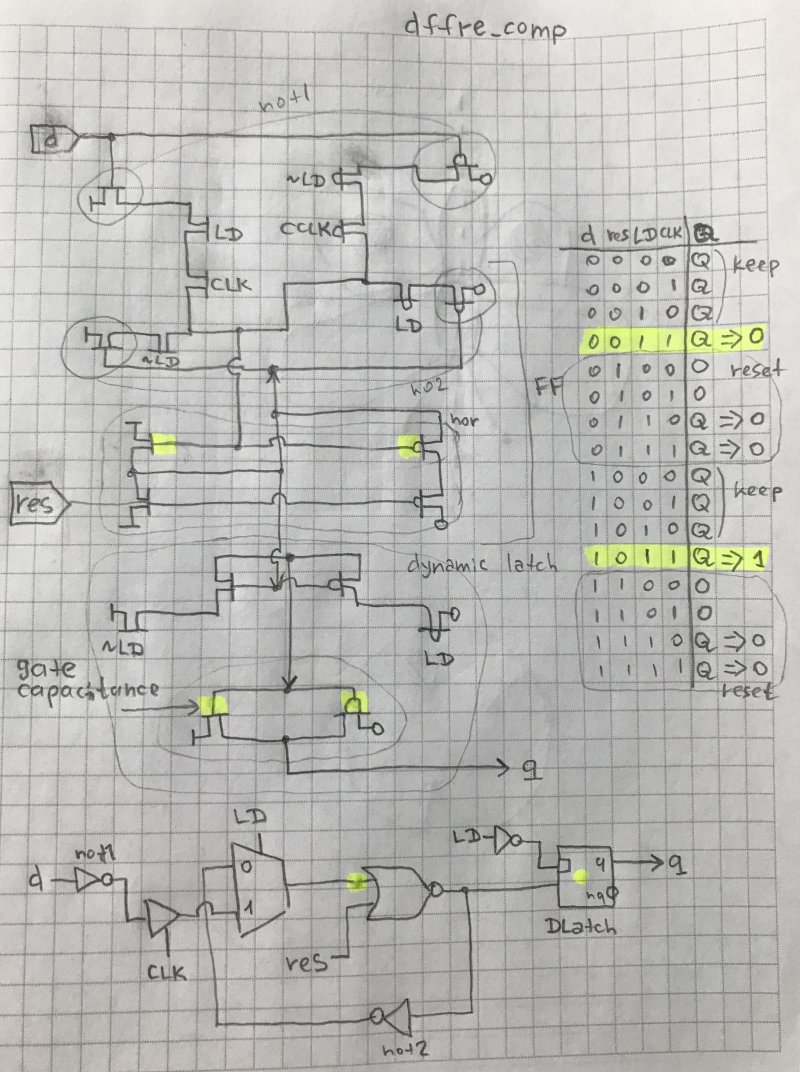 dffre_comp
not1
d
~LD
LD
CCLK
CLK
LD
~LD
no2
FF
nor
res
dynamic latch
~LD
LD
gate
capacitance
q
d res LD CLK Q
0 0 0 0 Q keep
0 0 0 1 Q
0 0 1 0 Q
0 0 1 1 Q => 0
0 1 0 0 0 reset
0 1 0 1 0
0 1 1 0 Q => 0
0 1 1 1 Q => 0
1 0 0 0 Q
1 0 0 1 Q keep
1 0 1 0 Q
1 0 1 1 Q => 1
1 1 0 0 0
1 1 0 1 0
1 1 1 0 Q => 0
1 1 1 1 Q => 0
reset
LD
not1
d
0
1
CLK
res
not2
LD
q
nq
DLatch
q